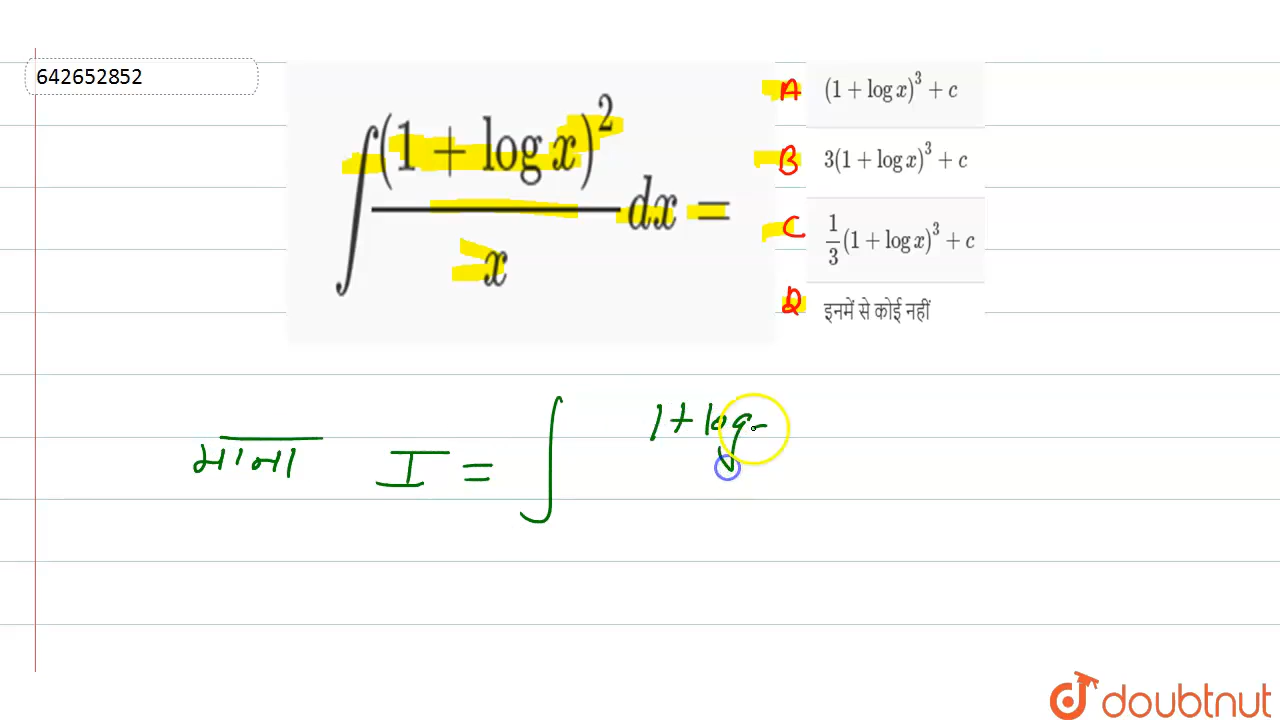 642652852
∫ (1 + log x)² / x dx =
A (1 + log x)³ + c
B 3(1 + log x)³ + c
C 1/3 (1 + log x)³ + c
D इनमें से कोई नहीं
माना I = ∫ 1 + log
doubtnut